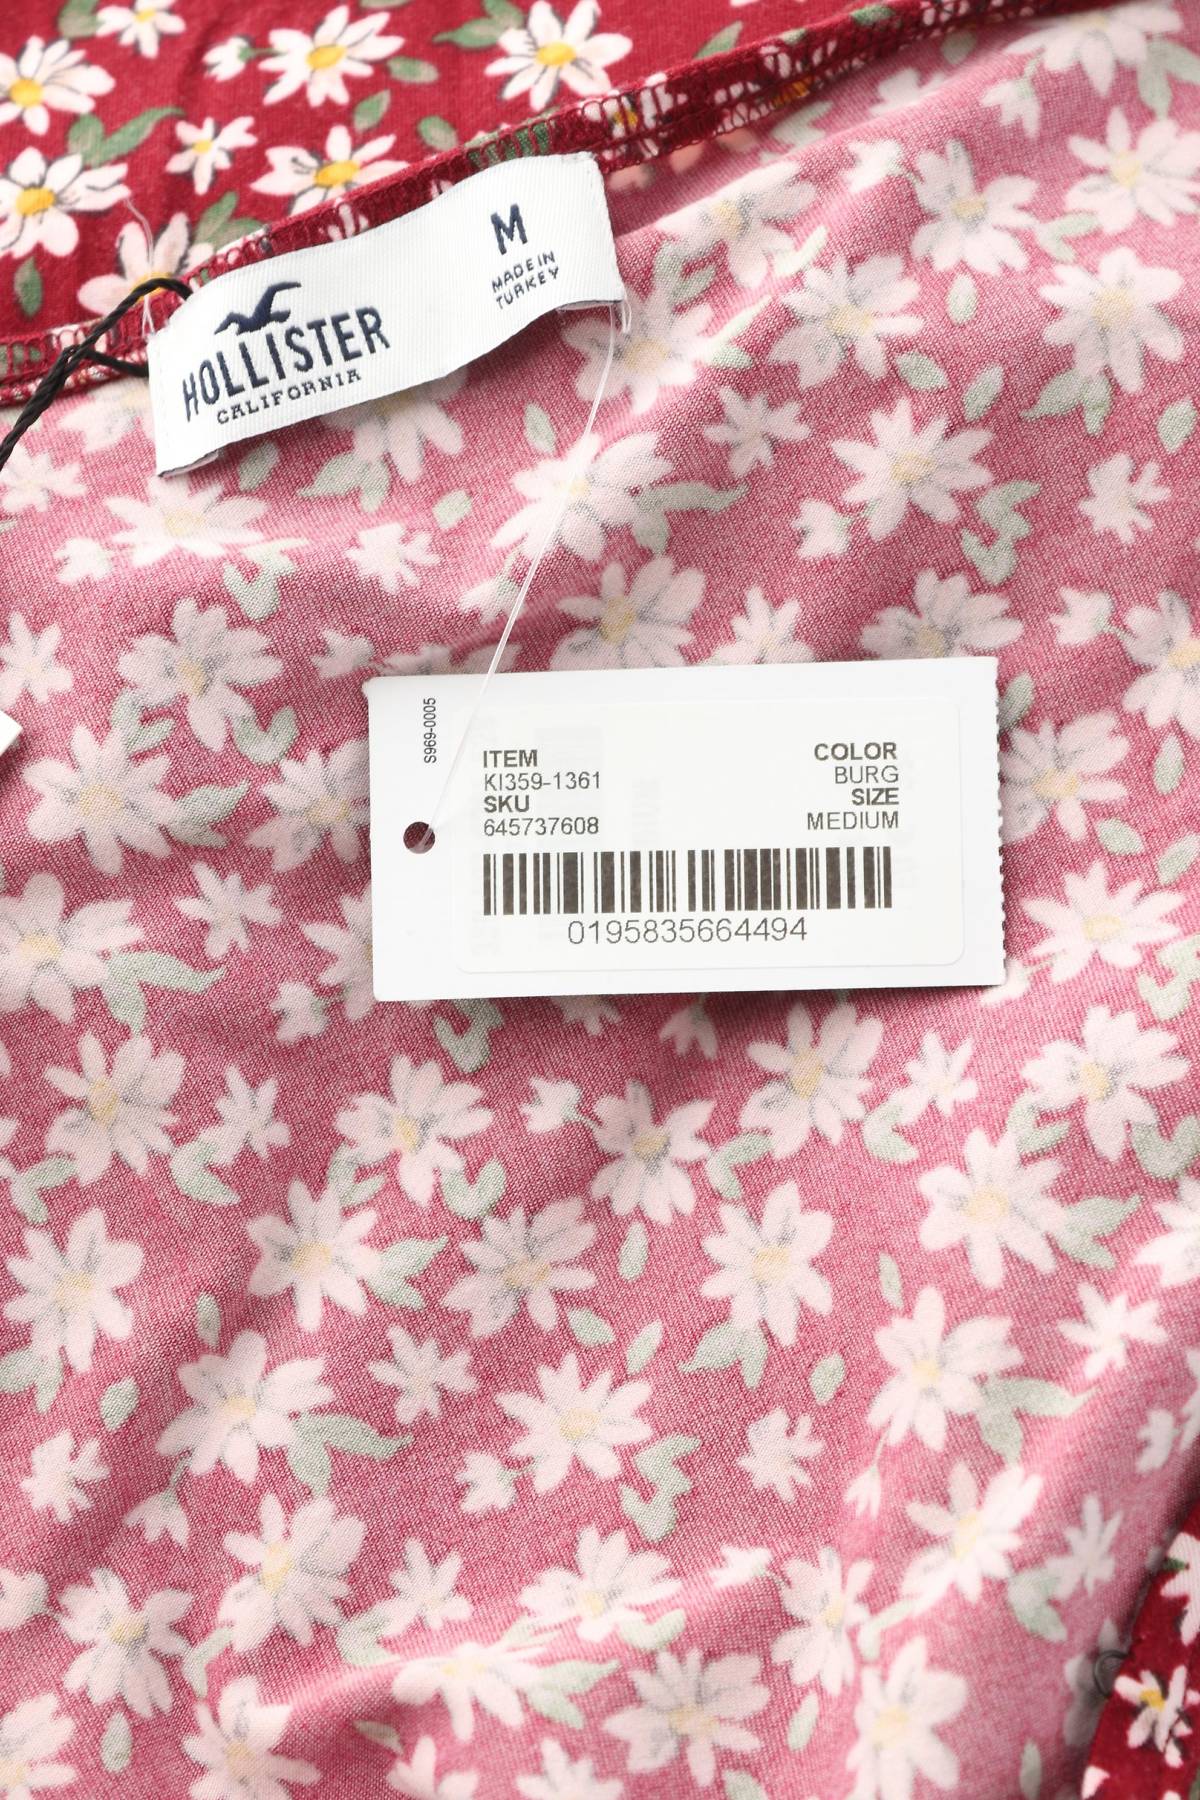 HOLLISTER
CALIFORNIA
M
MADE IN
TURKEY
S969-0005
ITEM
KI359-1361
SKU
645737608
COLOR
BURG
SIZE
MEDIUM
0195835664494